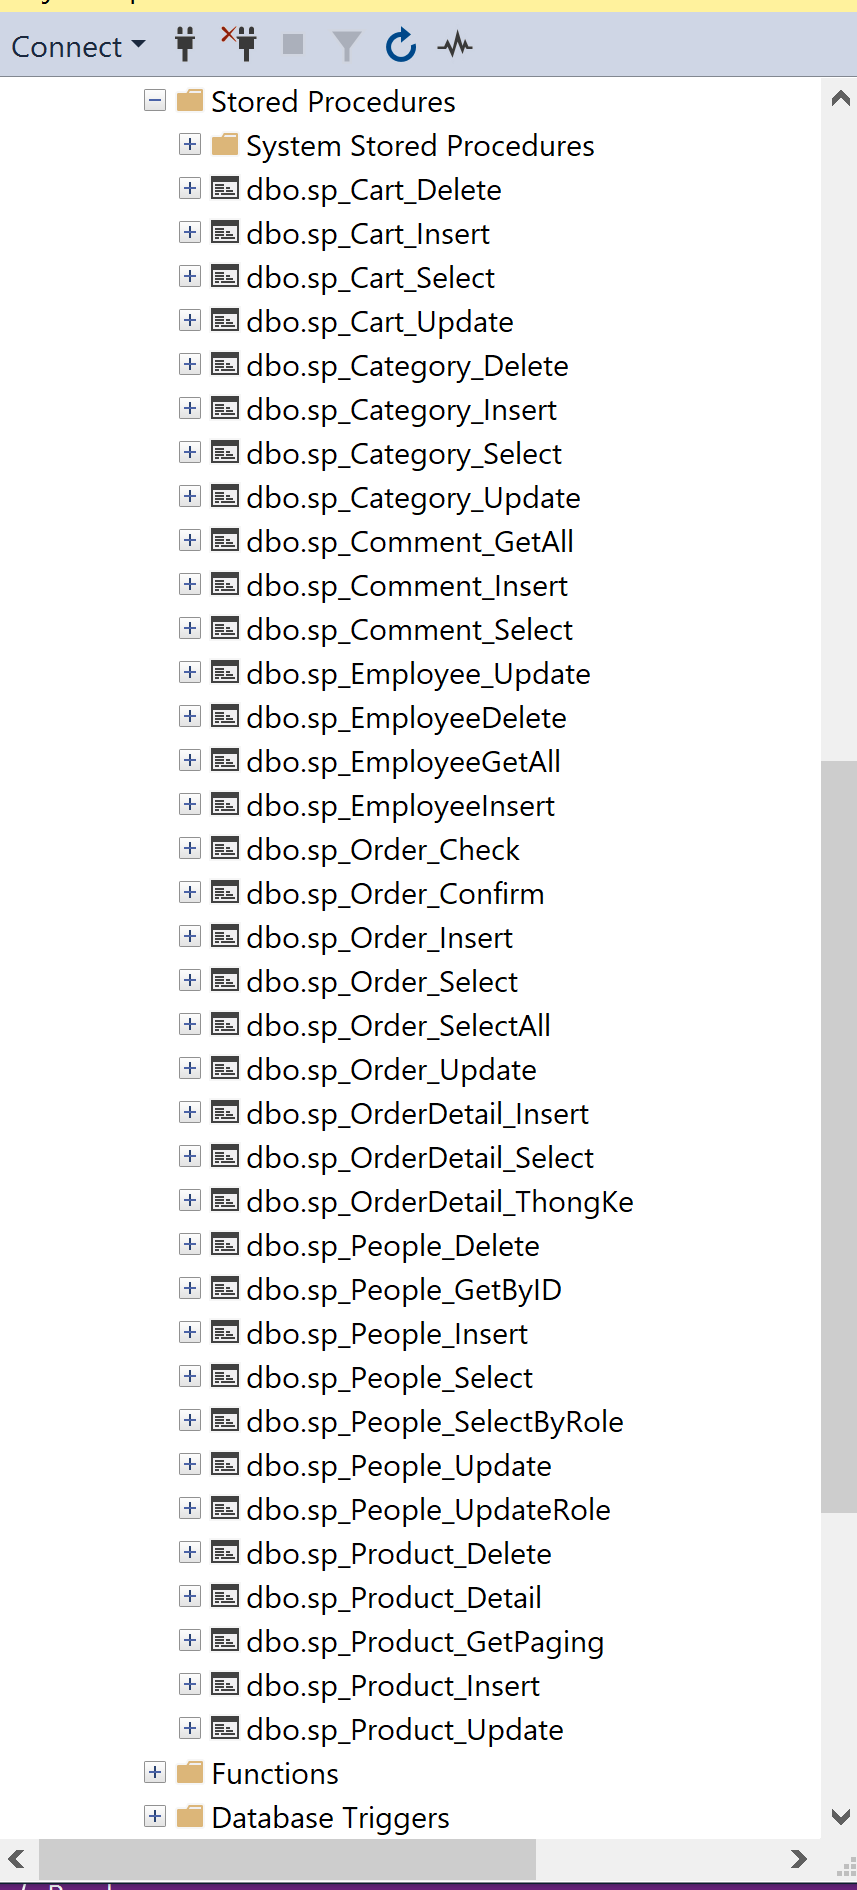 Connect
Stored Procedures
System Stored Procedures
dbo.sp_Cart_Delete
dbo.sp_Cart_Insert
dbo.sp_Cart_Select
dbo.sp_Cart_Update
dbo.sp_Category_Delete
dbo.sp_Category_Insert
dbo.sp_Category_Select
dbo.sp_Category_Update
dbo.sp_Comment_GetAll
dbo.sp_Comment_Insert
dbo.sp_Comment_Select
dbo.sp_Employee_Update
dbo.sp_EmployeeDelete
dbo.sp_EmployeeGetAll
dbo.sp_EmployeeInsert
dbo.sp_Order_Check
dbo.sp_Order_Confirm
dbo.sp_Order_Insert
dbo.sp_Order_Select
dbo.sp_Order_SelectAll
dbo.sp_Order_Update
dbo.sp_OrderDetail_Insert
dbo.sp_OrderDetail_Select
dbo.sp_OrderDetail_ThongKe
dbo.sp_People_Delete
dbo.sp_People_GetByID
dbo.sp_People_Insert
dbo.sp_People_Select
dbo.sp_People_SelectByRole
dbo.sp_People_Update
dbo.sp_People_UpdateRole
dbo.sp_Product_Delete
dbo.sp_Product_Detail
dbo.sp_Product_GetPaging
dbo.sp_Product_Insert
dbo.sp_Product_Update
Functions
Database Triggers